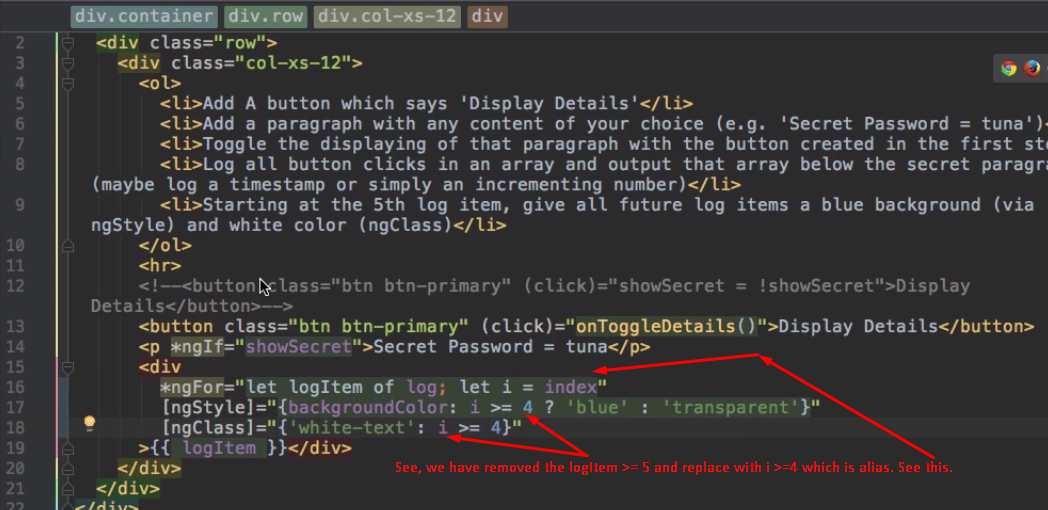 div.container div.row div.col-xs-12 div
2 <div class="row">
3 <div class="col-xs-12">
4 <ol>
5 <li>Add A button which says 'Display Details'</li>
6 <li>Add a paragraph with any content of your choice (e.g. 'Secret Password = tuna')<
7 <li>Toggle the displaying of that paragraph with the button created in the first
8 <li>Log all button clicks in an array and output that array below the secret
(maybe log a timestamp or simply an incrementing number)</li>
9 <li>Starting at the 5th log item, give all future log items a blue background (via
ngStyle) and white color (ngClass)</li>
10 </ol>
11 <hr>
12 <!--<button class="btn btn-primary" (click)="showSecret = !showSecret">Display
Details</button>-->
13 <button class="btn btn-primary" (click)="onToggleDetails()">Display Details</button>
14 <p *ngIf="showSecret">Secret Password = tuna</p>
15 <div
16 *ngFor="let logItem of log; let i = index"
17 [ngStyle]="{backgroundColor: i >= 4 ? 'blue' : 'transparent'}"
18 [ngClass]="{'white-text': i >= 4}"
19 >{{ logItem }}</div>
See, we have removed the logItem >= 5 and replace with i >=4 which is alias. See this.
20 </div>
21 </div>
22 </div>